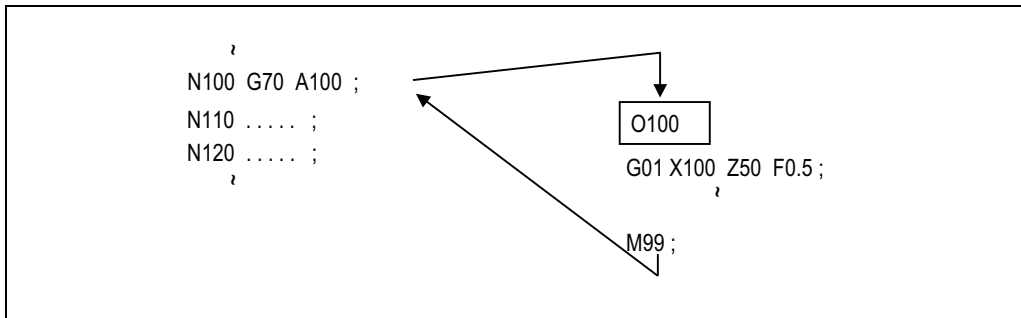 ~
N100 G70 A100 ;
N110 . . . . . ;
N120 . . . . . ;
~
O100
G01 X100 Z50 F0.5 ;
~
M99 ;